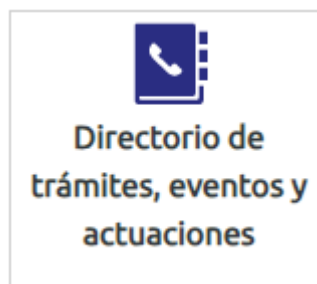 Directorio de
trámites, eventos y
actuaciones